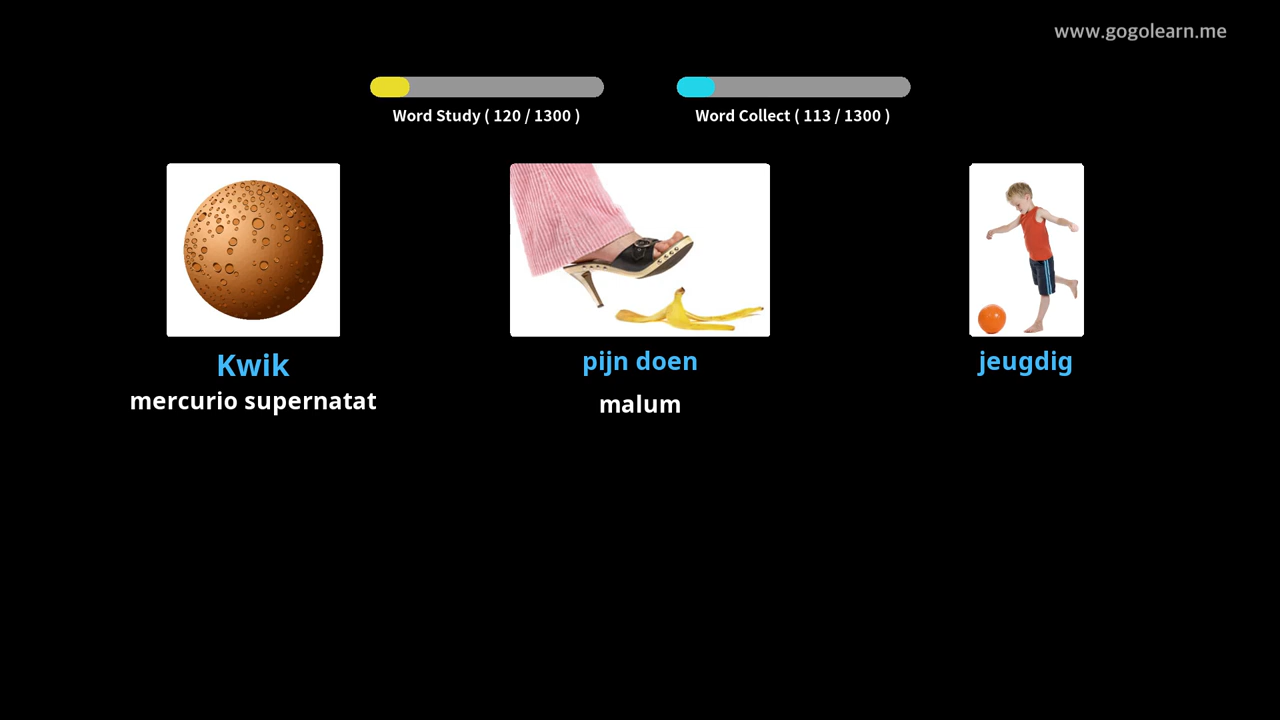 www.gogolearn.me
Word Study ( 120 / 1300 )
Word Collect ( 113 / 1300 )
Kwik
mercurio supernatat
pijn doen
malum
jeugdig